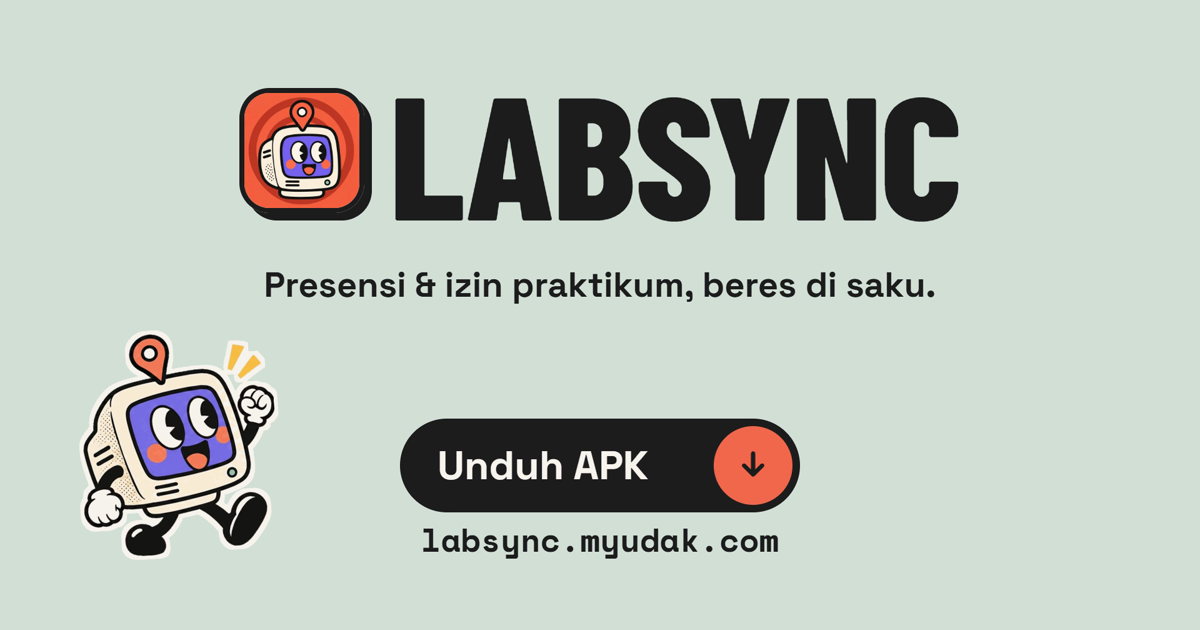 LABSYNC
Presensi & izin praktikum, beres di saku.
Unduh APK
labsync.myudak.com